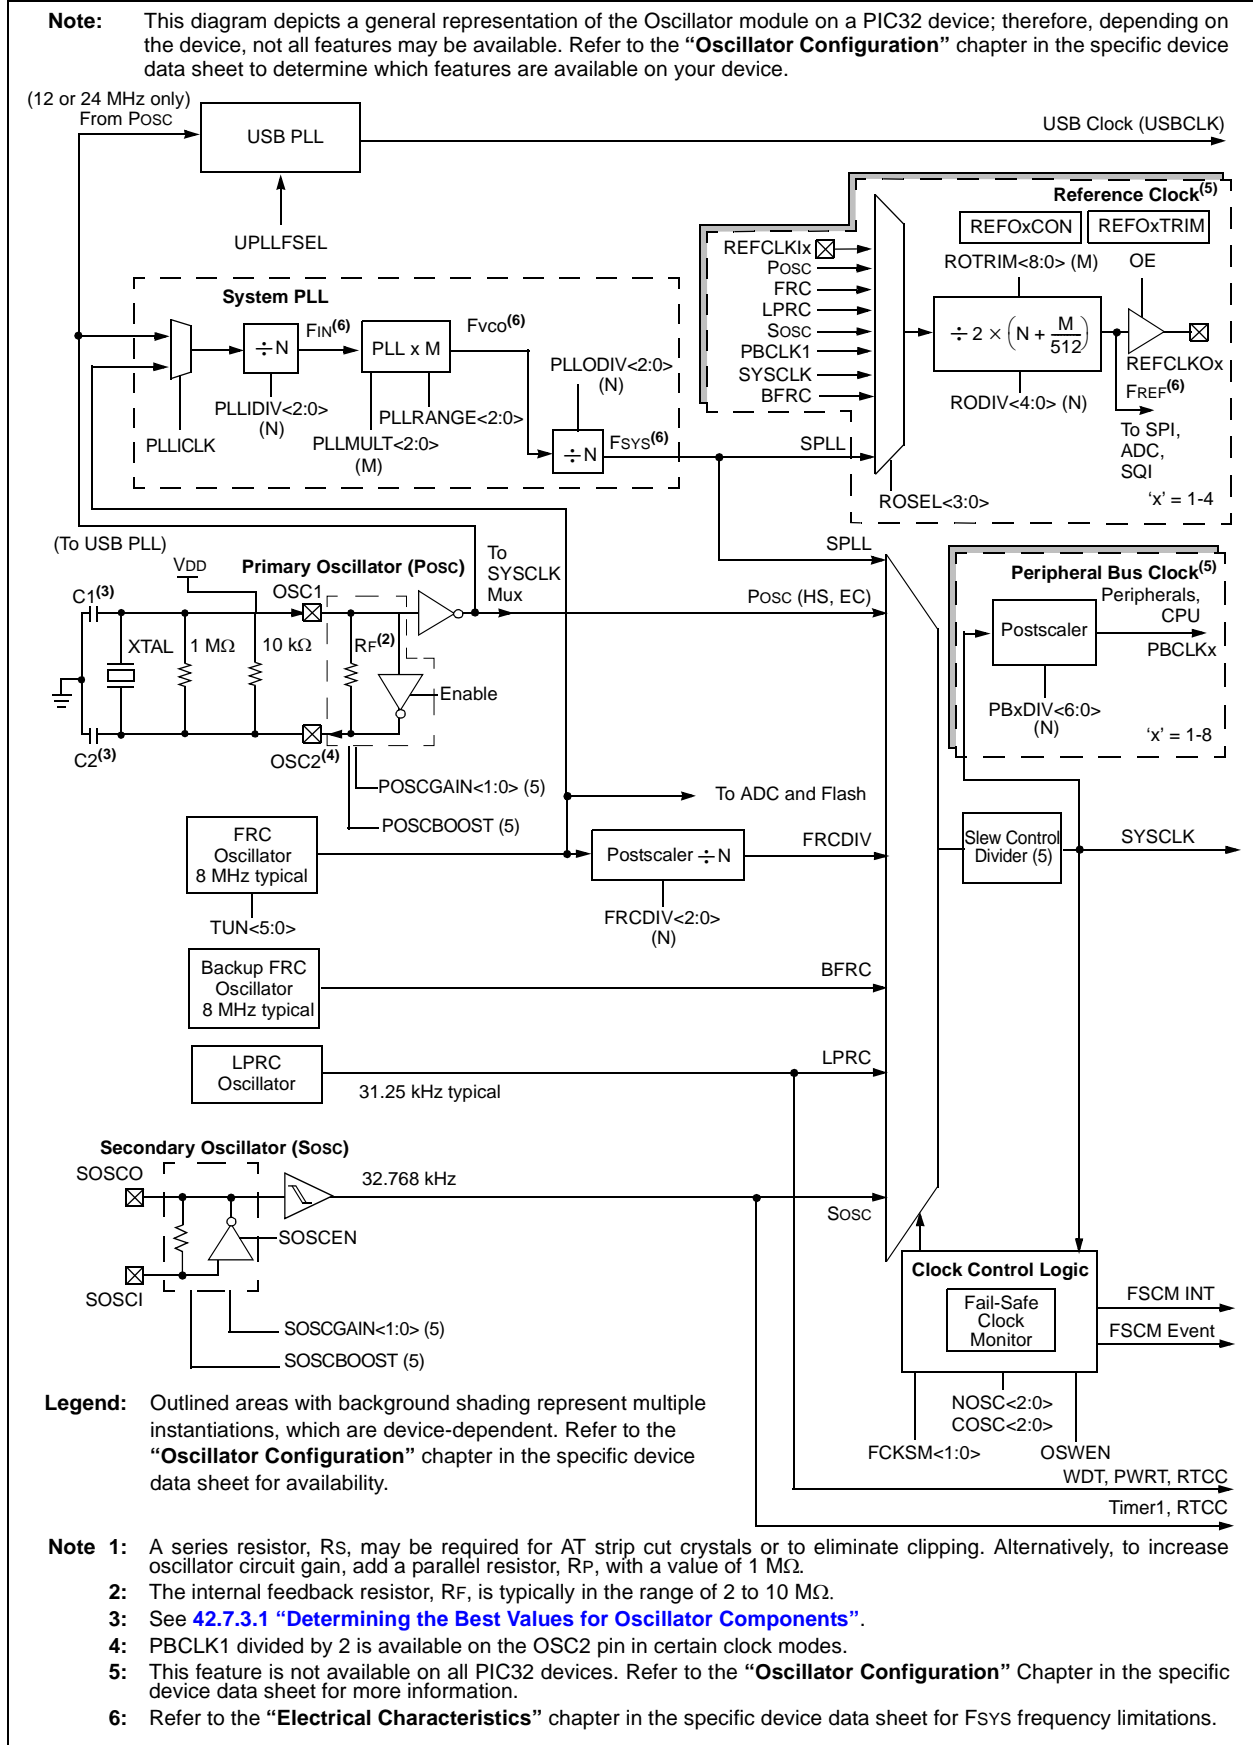 Note: This diagram depicts a general representation of the Oscillator module on a PIC32 device; therefore, depending on
the device, not all features may be available. Refer to the “Oscillator Configuration” chapter in the specific device
data sheet to determine which features are available on your device.
(12 or 24 MHz only)
From POSC
USB PLL
USB Clock (USBCLK)
UPLLFSEL
Reference Clock(5)
REFOxCON
REFOxTRIM
REFCLKIx
POSC
FRC
LPRC
SOSC
PBCLK1
SYSCLK
BFRC
SPLL
ROTRIM<8:0> (M)
OE
÷ 2 × (N + M/512)
REFCLKOx
RODIV<4:0> (N)
FREF(6)
To SPI,
ADC,
SQI
ROSEL<3:0>
‘x’ = 1-4
System PLL
FIN(6)
FVCO(6)
÷ N
PLL x M
PLLODIV<2:0>
(N)
PLLIDIV<2:0>
(N)
PLLRANGE<2:0>
PLLICLK
PLLMULT<2:0>
(M)
÷ N
FSYS(6)
(To USB PLL)
VDD
Primary Oscillator (POSC)
To
SYSCLK
Mux
SPLL
C1(3)
OSC1
POSC (HS, EC)
XTAL
1 MΩ
10 kΩ
RF(2)
Enable
C2(3)
OSC2(4)
POSCGAIN<1:0> (5)
POSCBOOST (5)
Peripheral Bus Clock(5)
Peripherals,
CPU
Postscaler
PBCLKx
PBxDIV<6:0>
(N)
‘x’ = 1-8
To ADC and Flash
FRC
Oscillator
8 MHz typical
Postscaler ÷ N
FRCDIV
Slew Control
Divider (5)
SYSCLK
TUN<5:0>
FRCDIV<2:0>
(N)
Backup FRC
Oscillator
8 MHz typical
BFRC
LPRC
Oscillator
31.25 kHz typical
LPRC
Secondary Oscillator (SOSC)
SOSCO
32.768 kHz
SOSC
SOSCEN
SOSCI
SOSCGAIN<1:0> (5)
SOSCBOOST (5)
Clock Control Logic
Fail-Safe
Clock
Monitor
FSCM INT
FSCM Event
NOSC<2:0>
COSC<2:0>
FCKSM<1:0>
OSWEN
WDT, PWRT, RTCC
Timer1, RTCC
Legend: Outlined areas with background shading represent multiple
instantiations, which are device-dependent. Refer to the
“Oscillator Configuration” chapter in the specific device
data sheet for availability.
Note 1: A series resistor, RS, may be required for AT strip cut crystals or to eliminate clipping. Alternatively, to increase
oscillator circuit gain, add a parallel resistor, RP, with a value of 1 MΩ.
2: The internal feedback resistor, RF, is typically in the range of 2 to 10 MΩ.
3: See 42.7.3.1 “Determining the Best Values for Oscillator Components”.
4: PBCLK1 divided by 2 is available on the OSC2 pin in certain clock modes.
5: This feature is not available on all PIC32 devices. Refer to the “Oscillator Configuration” Chapter in the specific
device data sheet for more information.
6: Refer to the “Electrical Characteristics” chapter in the specific device data sheet for FSYS frequency limitations.